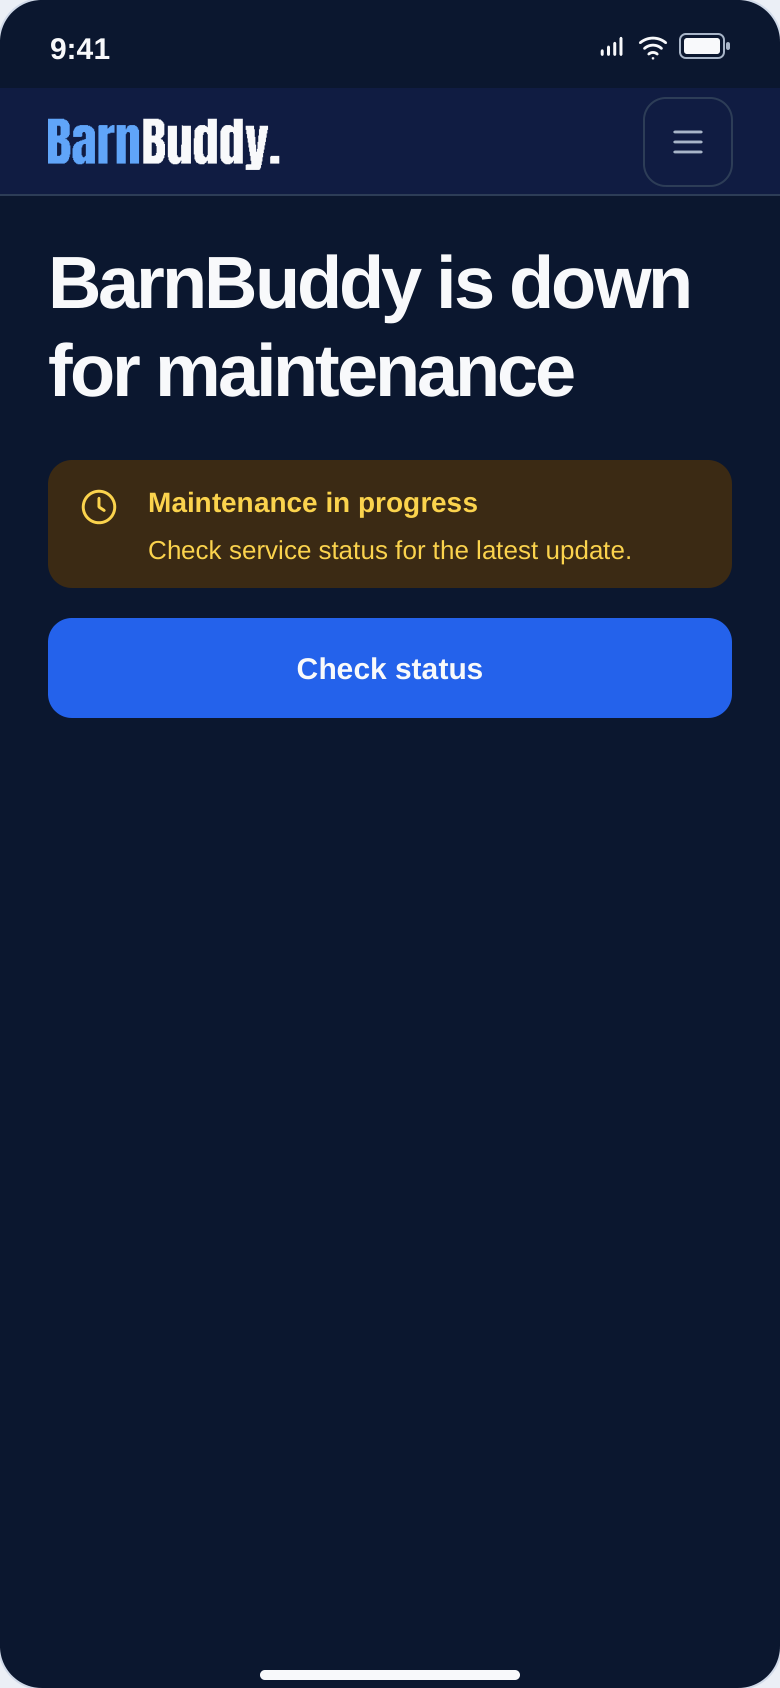 9:41
BarnBuddy.
BarnBuddy is down
for maintenance
Maintenance in progress
Check service status for the latest update.
Check status